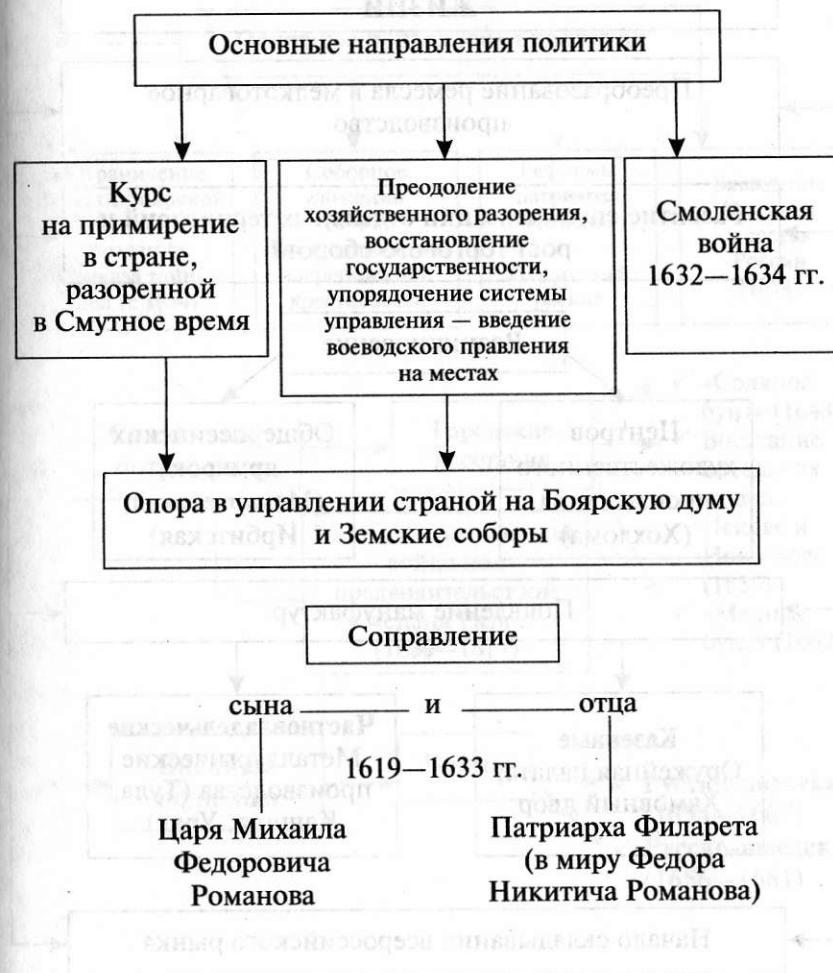 Основные направления политики
Курс
на примирение
в стране,
разоренной
в Смутное время
Преодоление
хозяйственного разорения,
восстановление
государственности,
упорядочение системы
управления — введение
воеводского правления
на местах
Смоленская
война
1632—1634 гг.
Опора в управлении страной на Боярскую думу
и Земские соборы
Соправление
сына и отца
1619—1633 гг.
Царя Михаила
Федоровича
Романова
Патриарха Филарета
(в миру Федора
Никитича Романова)